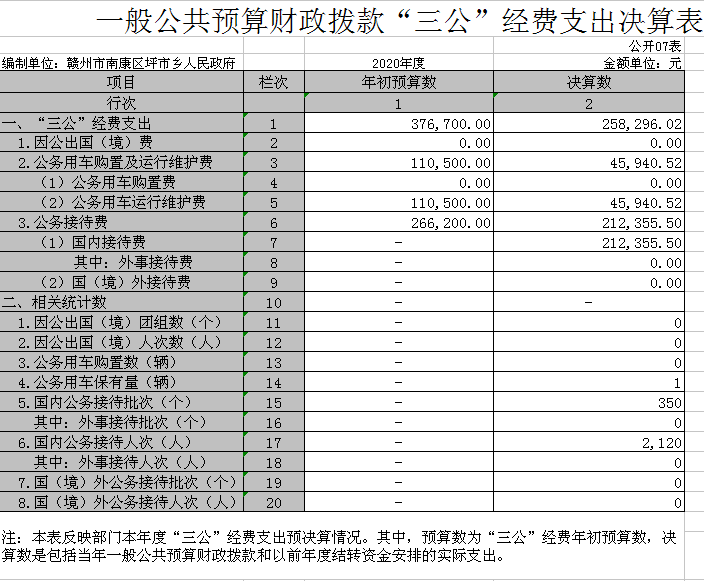 一般公共预算财政拨款“三公”经费支出决算表
公开07表
编制单位：赣州市南康区坪市乡人民政府 2020年度 金额单位：元
项目 栏次 年初预算数 决算数
行次 1 2
一、“三公”经费支出 1 376,700.00 258,296.02
1.因公出国（境）费 2 0.00 0.00
2.公务用车购置及运行维护费 3 110,500.00 45,940.52
（1）公务用车购置费 4 0.00 0.00
（2）公务用车运行维护费 5 110,500.00 45,940.52
3.公务接待费 6 266,200.00 212,355.50
（1）国内接待费 7 - 212,355.50
其中：外事接待费 8 - 0.00
（2）国（境）外接待费 9 - 0.00
二、相关统计数 10 - -
1.因公出国（境）团组数（个） 11 - 0
2.因公出国（境）人次数（人） 12 - 0
3.公务用车购置数（辆） 13 - 0
4.公务用车保有量（辆） 14 - 1
5.国内公务接待批次（个） 15 - 350
其中：外事接待批次（个） 16 - 0
6.国内公务接待人次（人） 17 - 2,120
其中：外事接待人次（人） 18 - 0
7.国（境）外公务接待批次（个） 19 - 0
8.国（境）外公务接待人次（人） 20 - 0
注：本表反映部门本年度“三公”经费支出预决算情况。其中，预算数为“三公”经费年初预算数，决
算数是包括当年一般公共预算财政拨款和以前年度结转资金安排的实际支出。